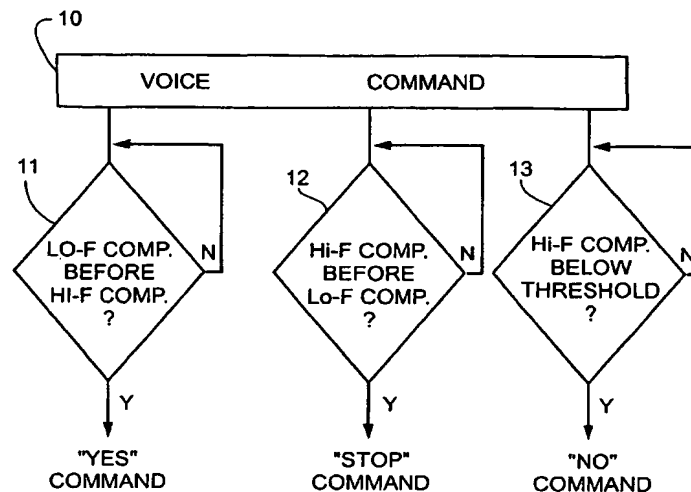 10
VOICE COMMAND
11
LO-F COMP.
BEFORE
HI-F COMP.
?
N
Y
"YES"
COMMAND
12
Hi-F COMP.
BEFORE
Lo-F COMP.
?
N
Y
"STOP"
COMMAND
13
Hi-F COMP.
BELOW
THRESHOLD
?
N
Y
"NO"
COMMAND